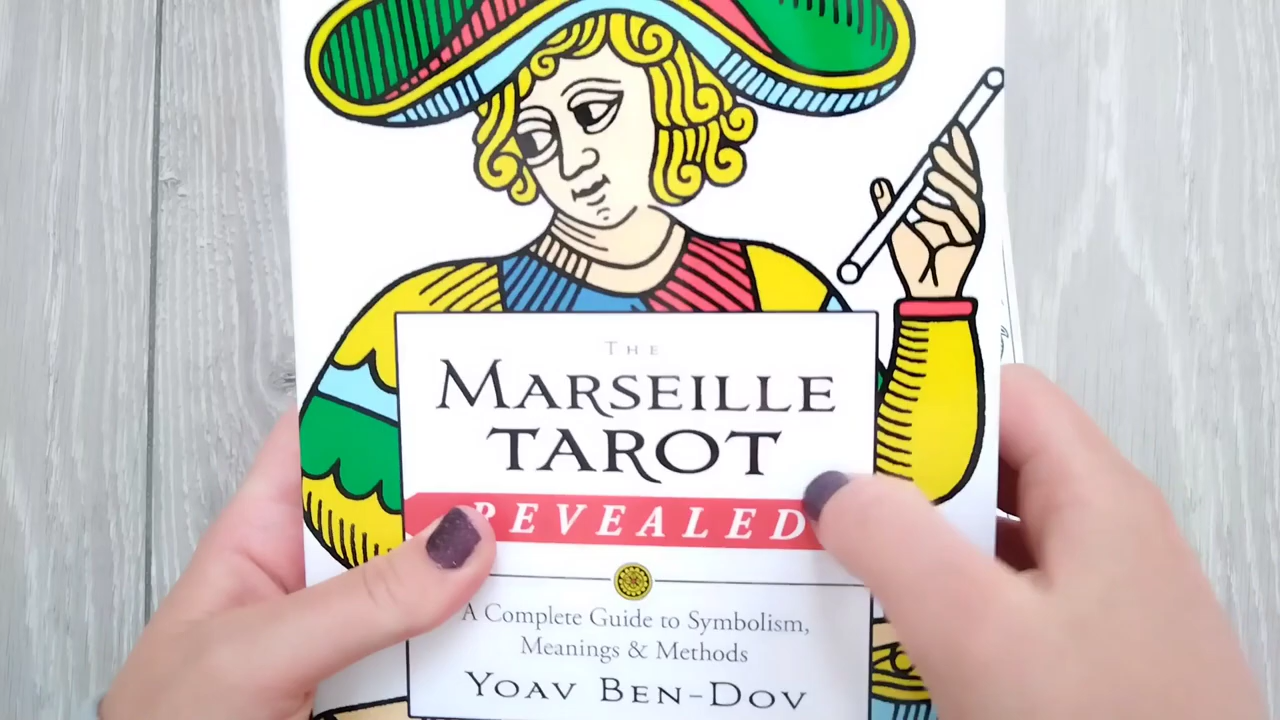 THE
MARSEILLE
TAROT
REVEALED
A Complete Guide to Symbolism,
Meanings & Methods
YOAV BEN-DOV